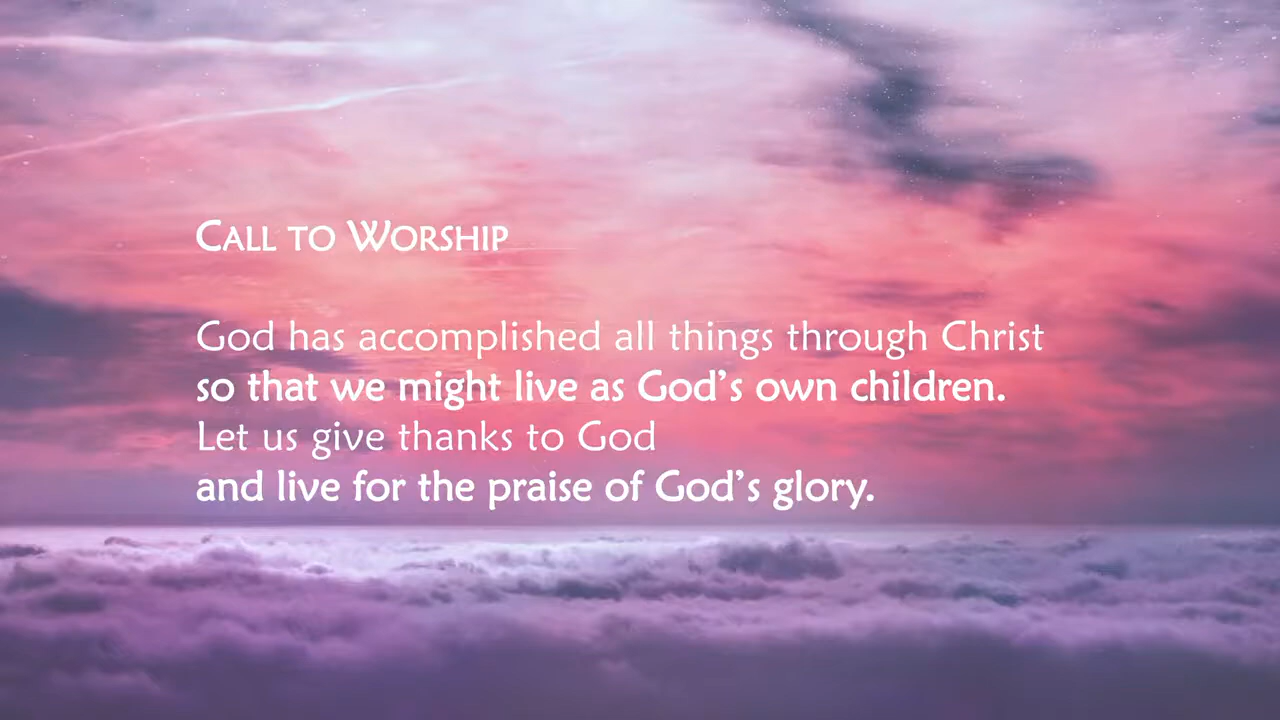 Call to Worship
God has accomplished all things through Christ
so that we might live as God’s own children.
Let us give thanks to God
and live for the praise of God’s glory.